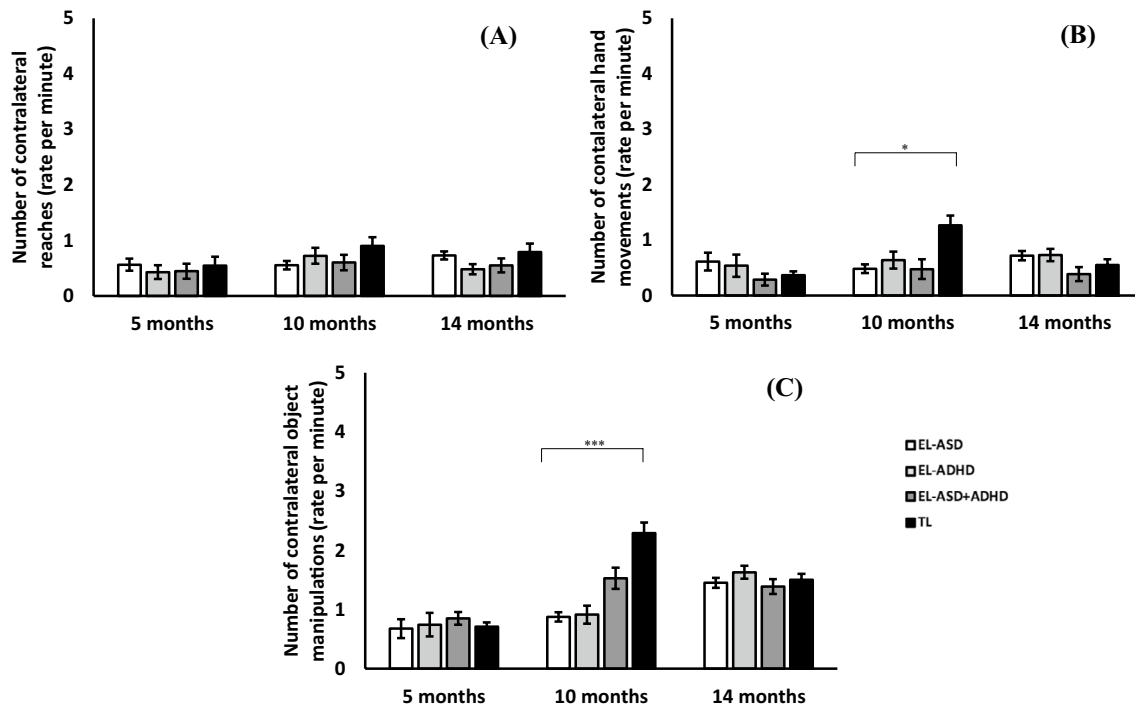 Number of contralateral
reaches (rate per minute)
5
4
3
2
1
0
(A)
5 months
10 months
14 months
Number of contalateral hand
movements (rate per minute)
5
4
3
2
1
0
(B)
*
5 months
10 months
14 months
Number of contralateral object
manipulations (rate per minute)
5
4
3
2
1
0
(C)
***
5 months
10 months
14 months
EL-ASD
EL-ADHD
EL-ASD+ADHD
TL